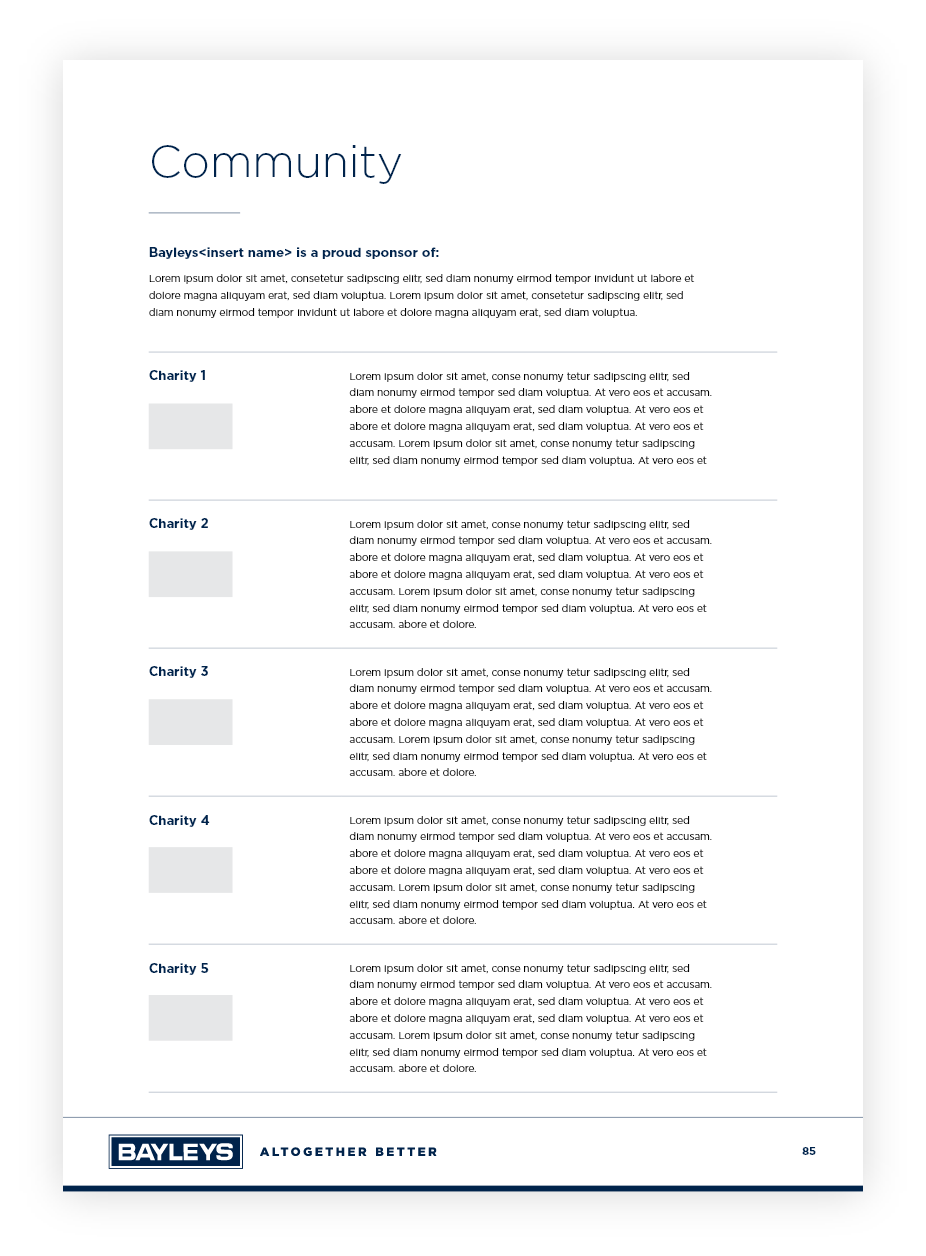 Community
Bayleys<insert name> is a proud sponsor of:
Lorem ipsum dolor sit amet, consetetur sadipscing elitr, sed diam nonumy eirmod tempor invidunt ut labore et
dolore magna aliquyam erat, sed diam voluptua. Lorem ipsum dolor sit amet, consetetur sadipscing elitr, sed
diam nonumy eirmod tempor invidunt ut labore et dolore magna aliquyam erat, sed diam voluptua.
Charity 1
Lorem ipsum dolor sit amet, conse nonumy tetur sadipscing elitr, sed
diam nonumy eirmod tempor sed diam voluptua. At vero eos et accusam.
abore et dolore magna aliquyam erat, sed diam voluptua. At vero eos et
abore et dolore magna aliquyam erat, sed diam voluptua. At vero eos et
accusam. Lorem ipsum dolor sit amet, conse nonumy tetur sadipscing
elitr, sed diam nonumy eirmod tempor sed diam voluptua. At vero eos et
Charity 2
Lorem ipsum dolor sit amet, conse nonumy tetur sadipscing elitr, sed
diam nonumy eirmod tempor sed diam voluptua. At vero eos et accusam.
abore et dolore magna aliquyam erat, sed diam voluptua. At vero eos et
abore et dolore magna aliquyam erat, sed diam voluptua. At vero eos et
accusam. Lorem ipsum dolor sit amet, conse nonumy tetur sadipscing
elitr, sed diam nonumy eirmod tempor sed diam voluptua. At vero eos et
accusam. abore et dolore.
Charity 3
Lorem ipsum dolor sit amet, conse nonumy tetur sadipscing elitr, sed
diam nonumy eirmod tempor sed diam voluptua. At vero eos et accusam.
abore et dolore magna aliquyam erat, sed diam voluptua. At vero eos et
abore et dolore magna aliquyam erat, sed diam voluptua. At vero eos et
accusam. Lorem ipsum dolor sit amet, conse nonumy tetur sadipscing
elitr, sed diam nonumy eirmod tempor sed diam voluptua. At vero eos et
accusam. abore et dolore.
Charity 4
Lorem ipsum dolor sit amet, conse nonumy tetur sadipscing elitr, sed
diam nonumy eirmod tempor sed diam voluptua. At vero eos et accusam.
abore et dolore magna aliquyam erat, sed diam voluptua. At vero eos et
abore et dolore magna aliquyam erat, sed diam voluptua. At vero eos et
accusam. Lorem ipsum dolor sit amet, conse nonumy tetur sadipscing
elitr, sed diam nonumy eirmod tempor sed diam voluptua. At vero eos et
accusam. abore et dolore.
Charity 5
Lorem ipsum dolor sit amet, conse nonumy tetur sadipscing elitr, sed
diam nonumy eirmod tempor sed diam voluptua. At vero eos et accusam.
abore et dolore magna aliquyam erat, sed diam voluptua. At vero eos et
abore et dolore magna aliquyam erat, sed diam voluptua. At vero eos et
accusam. Lorem ipsum dolor sit amet, conse nonumy tetur sadipscing
elitr, sed diam nonumy eirmod tempor sed diam voluptua. At vero eos et
accusam. abore et dolore.
BAYLEYS ALTOGETHER BETTER 85